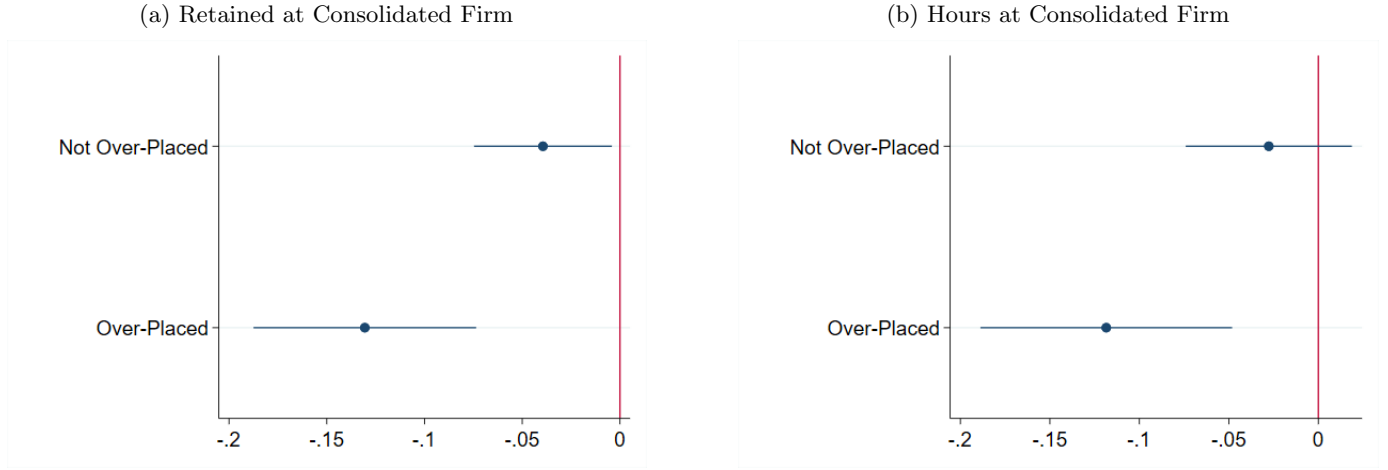 (a) Retained at Consolidated Firm
Not Over-Placed
Over-Placed
-.2 -.15 -.1 -.05 0
(b) Hours at Consolidated Firm
Not Over-Placed
Over-Placed
-.2 -.15 -.1 -.05 0